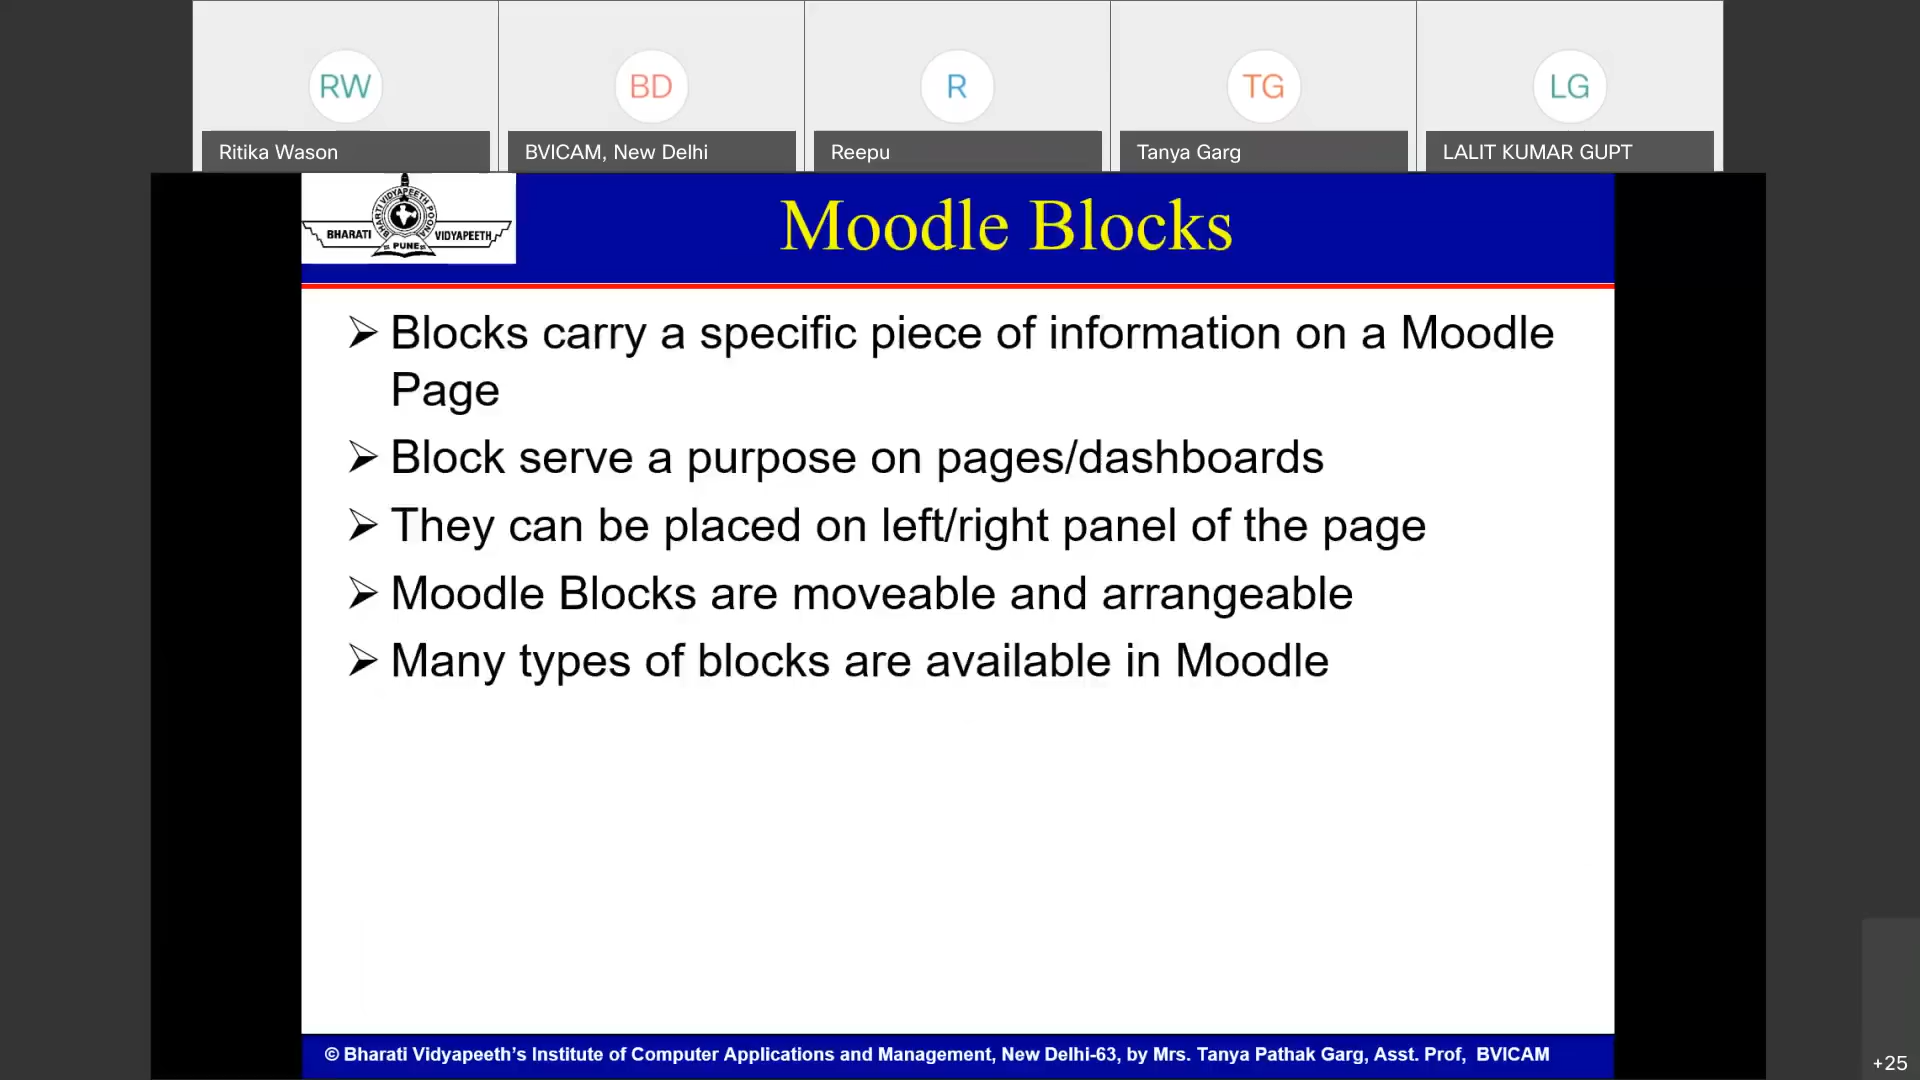 RW
BD
R
TG
LG
Ritika Wason
BVICAM, New Delhi
Reepu
Tanya Garg
LALIT KUMAR GUPT
BHARATI VIDYAPEETH POONA
BHARATI
VIDYAPEETH
PUNE
Moodle Blocks
➢ Blocks carry a specific piece of information on a Moodle
Page
➢ Block serve a purpose on pages/dashboards
➢ They can be placed on left/right panel of the page
➢ Moodle Blocks are moveable and arrangeable
➢ Many types of blocks are available in Moodle
© Bharati Vidyapeeth’s Institute of Computer Applications and Management, New Delhi-63, by Mrs. Tanya Pathak Garg, Asst. Prof, BVICAM
+25